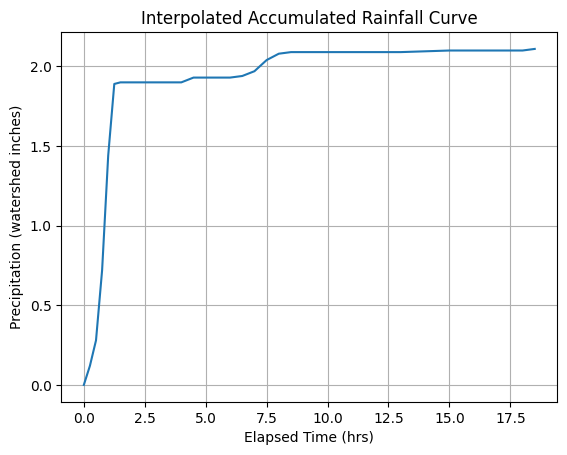 Interpolated Accumulated Rainfall Curve
Precipitation (watershed inches)
2.0
1.5
1.0
0.5
0.0
0.0 2.5 5.0 7.5 10.0 12.5 15.0 17.5
Elapsed Time (hrs)